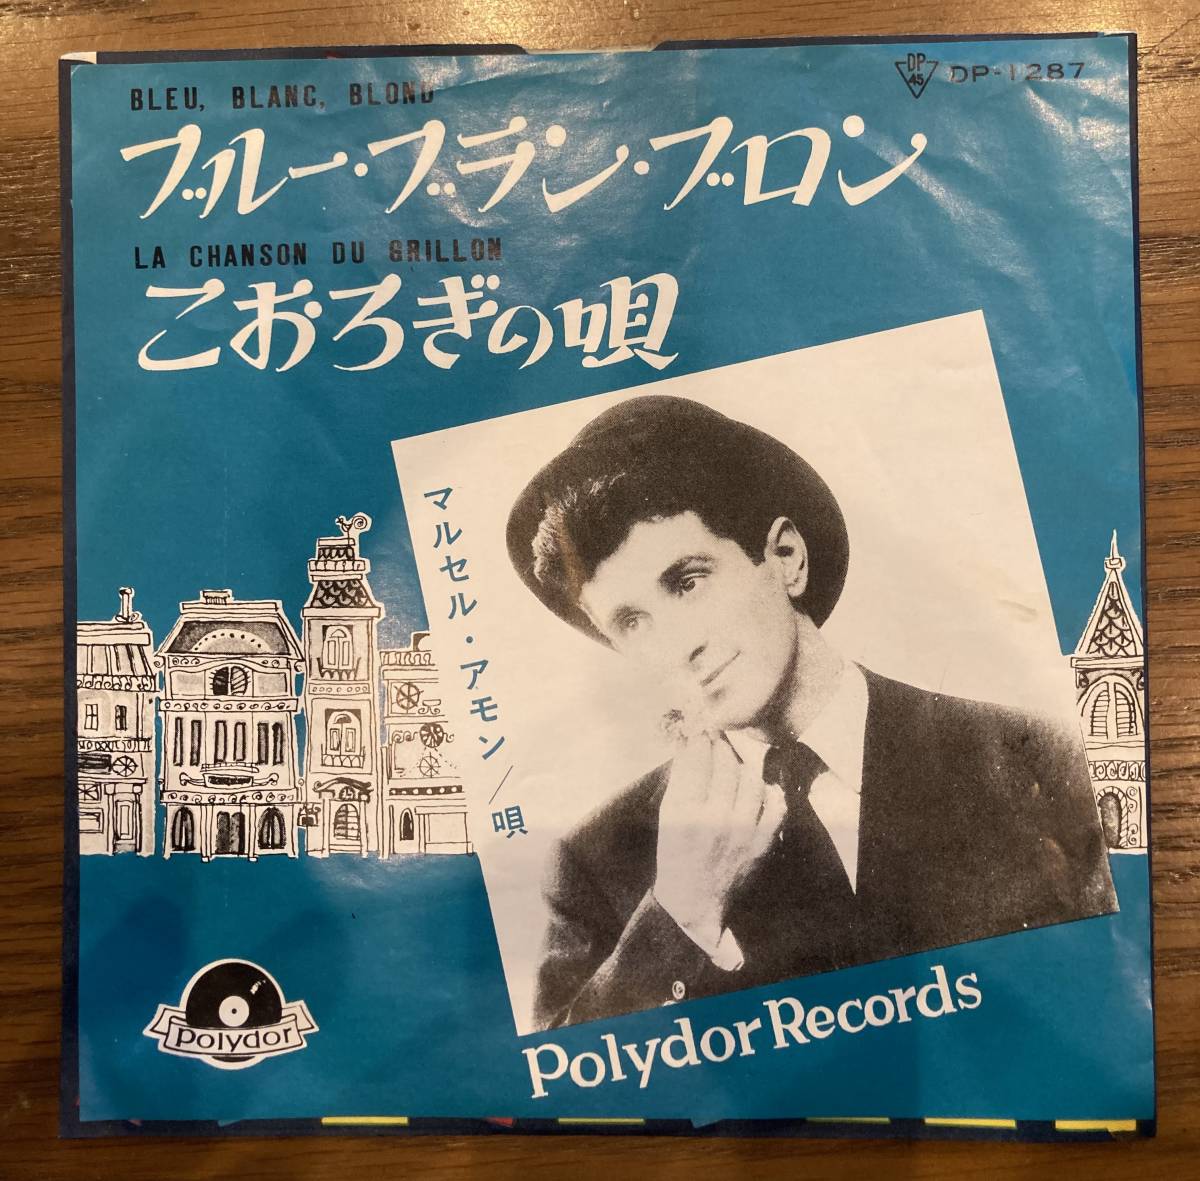 BLEU, BLANC, BLOND
DP 45 DP-1287
ブルー・ブラン・ブロン
LA CHANSON DU GRILLON
こおろぎの唄
マルセル・アモン/唄
Polydor
Polydor Records